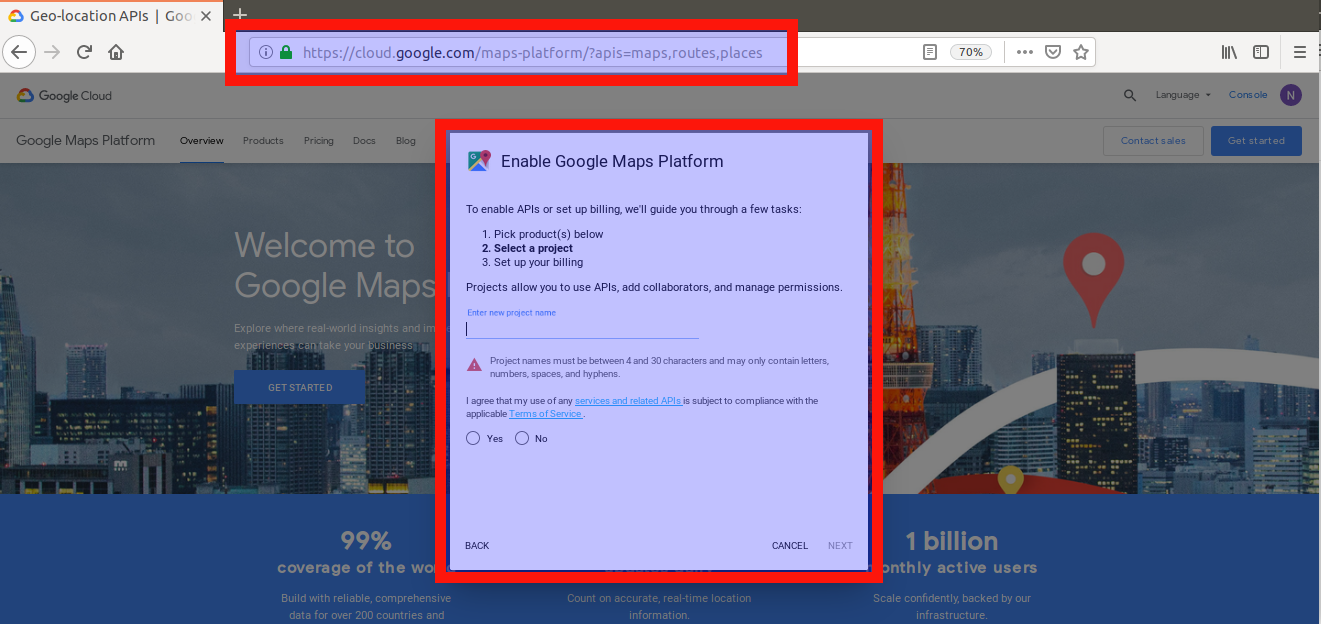 Geo-location APIs | Goo
https://cloud.google.com/maps-platform/?apis=maps,routes,places
70%
Google Cloud
Language
Console
N
Google Maps Platform
Overview
Products
Pricing
Docs
Blog
Contact sales
Get started
Welcome to
Google Maps
Explore where real-world insights and
experiences can take your business.
GET STARTED
Enable Google Maps Platform
To enable APIs or set up billing, we'll guide you through a few tasks:
1. Pick product(s) below
2. Select a project
3. Set up your billing
Projects allow you to use APIs, add collaborators, and manage permissions.
Enter new project name
Project names must be between 4 and 30 characters and may only contain letters,
numbers, spaces, and hyphens.
I agree that my use of any services and related APIs is subject to compliance with the
applicable Terms of Service .
Yes
No
BACK
CANCEL
NEXT
99%
coverage of the
Build with reliable, comprehensive
data for over 200 countries and
Count on accurate, real-time location
information.
1 billion
monthly active users
Scale confidently, backed by our
infrastructure.